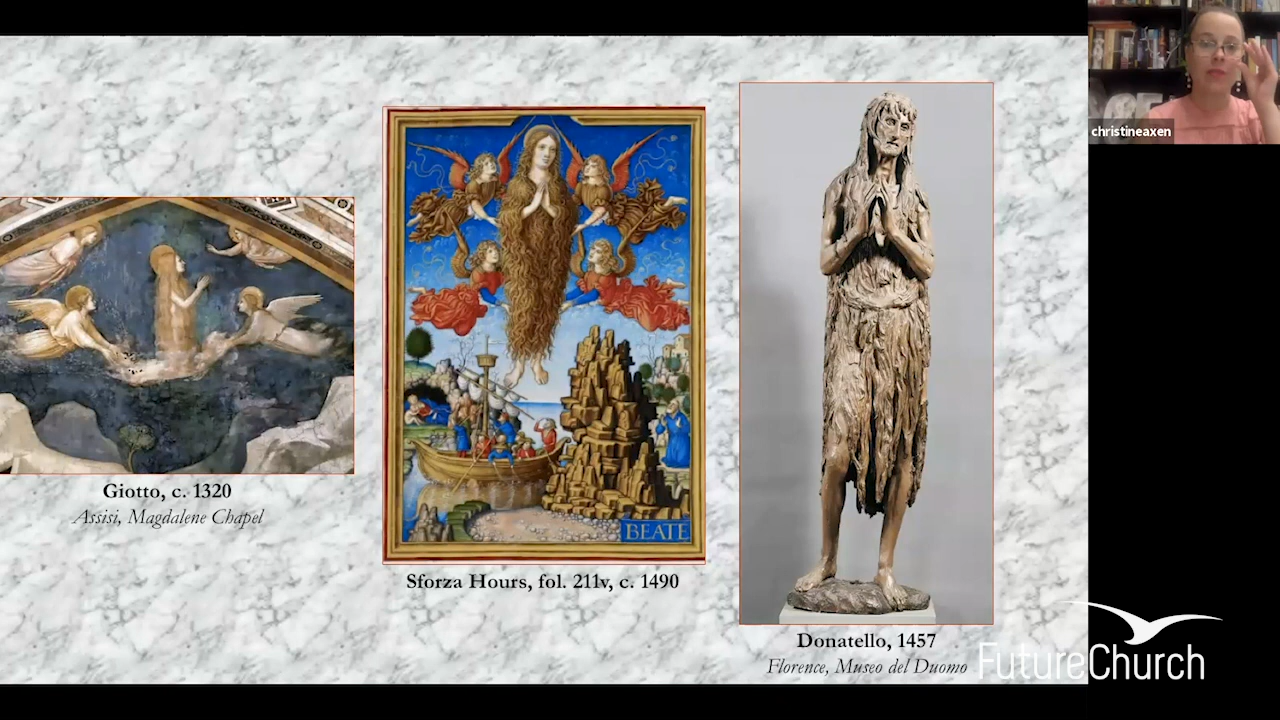 christineaxen
BEATE
Giotto, c. 1320
Assisi, Magdalene Chapel
Sforza Hours, fol. 211v, c. 1490
Donatello, 1457
Florence, Museo del Duomo
FutureChurch